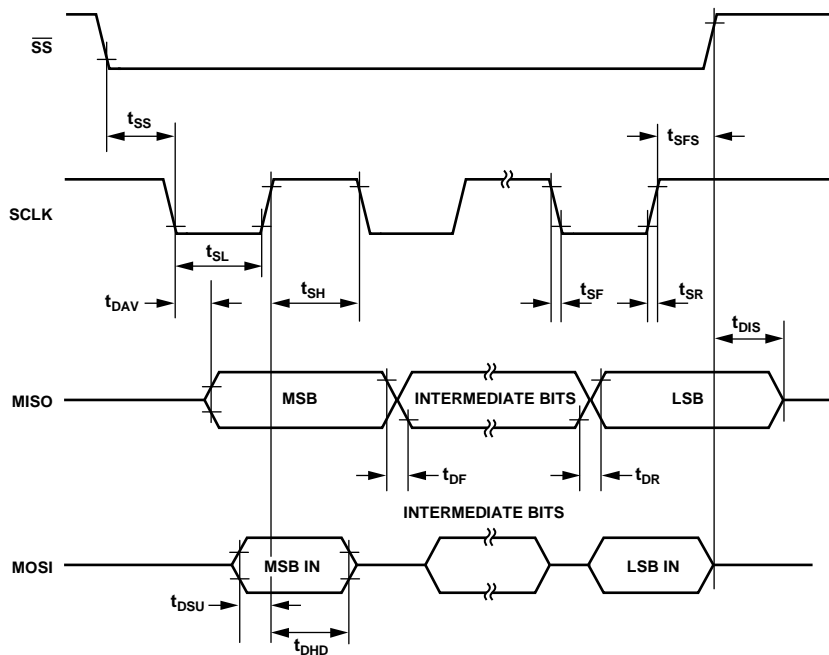 SS
tSS
tSFS
SCLK
tSL
tSH
tSF
tSR
tDAV
tDIS
MISO
MSB
INTERMEDIATE BITS
LSB
tDF
tDR
INTERMEDIATE BITS
MOSI
MSB IN
LSB IN
tDSU
tDHD